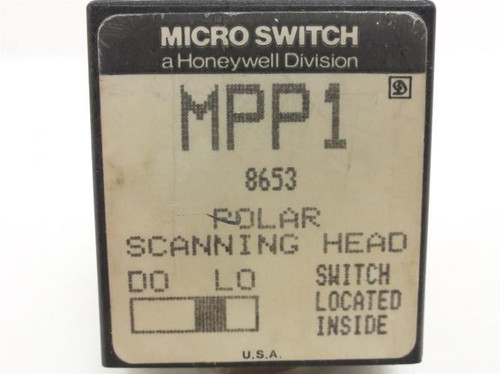 MICRO SWITCH
a Honeywell Division
MPP1
8653
POLAR
SCANNING HEAD
DO LO
SWITCH
LOCATED
INSIDE
U.S.A.